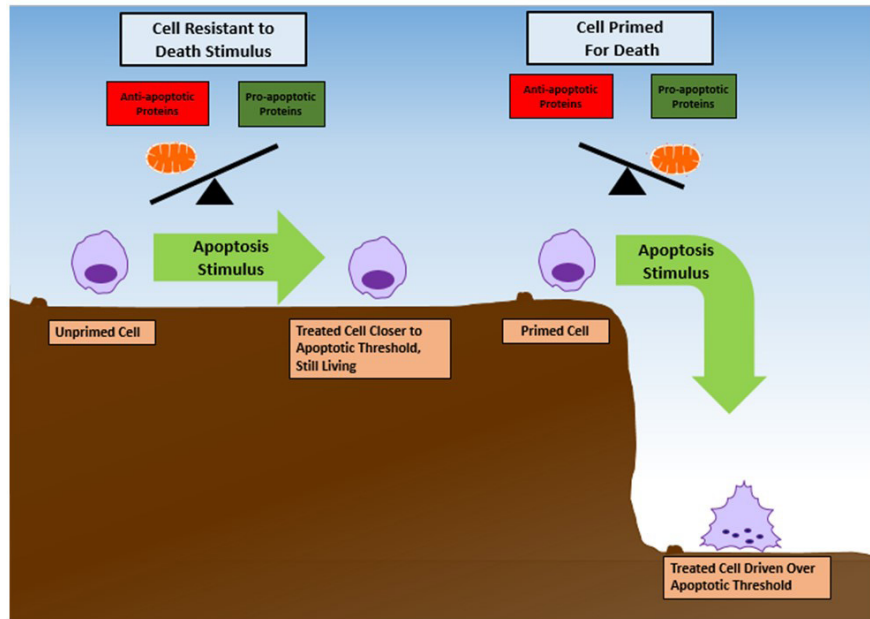 Cell Resistant to
Death Stimulus
Anti-apoptotic
Proteins
Pro-apoptotic
Proteins
Apoptosis
Stimulus
Unprimed Cell
Treated Cell Closer to
Apoptotic Threshold,
Still Living
Cell Primed
For Death
Anti-apoptotic
Proteins
Pro-apoptotic
Proteins
Apoptosis
Stimulus
Primed Cell
Treated Cell Driven Over
Apoptotic Threshold